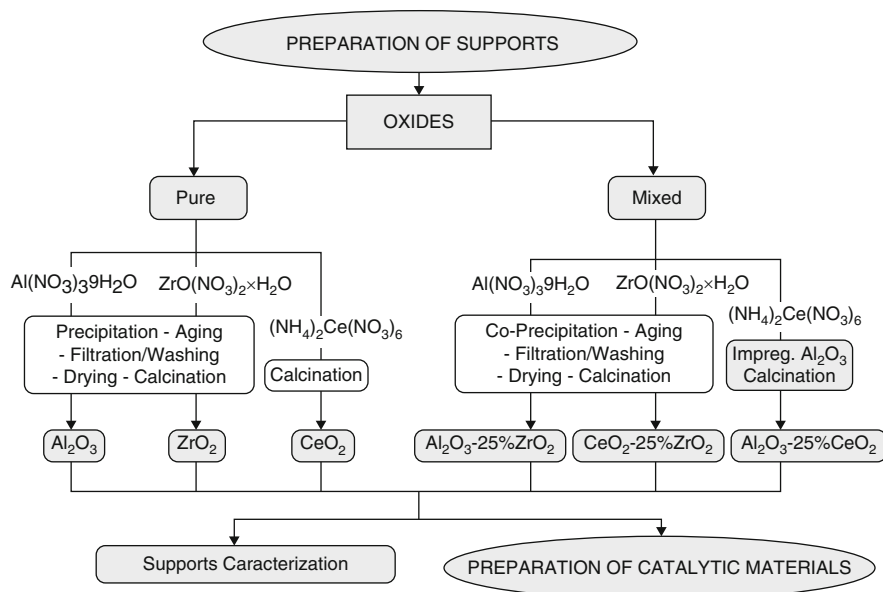 PREPARATION OF SUPPORTS
OXIDES
Pure
Mixed
Al(NO₃)₃9H₂O
ZrO(NO₃)₂×H₂O
(NH₄)₂Ce(NO₃)₆
Precipitation - Aging
- Filtration/Washing
- Drying - Calcination
Calcination
Al₂O₃
ZrO₂
CeO₂
Al(NO₃)₃9H₂O
ZrO(NO₃)₂×H₂O
(NH₄)₂Ce(NO₃)₆
Co-Precipitation - Aging
- Filtration/Washing
- Drying - Calcination
Impreg. Al₂O₃
Calcination
Al₂O₃-25%ZrO₂
CeO₂-25%ZrO₂
Al₂O₃-25%CeO₂
Supports Caracterization
PREPARATION OF CATALYTIC MATERIALS